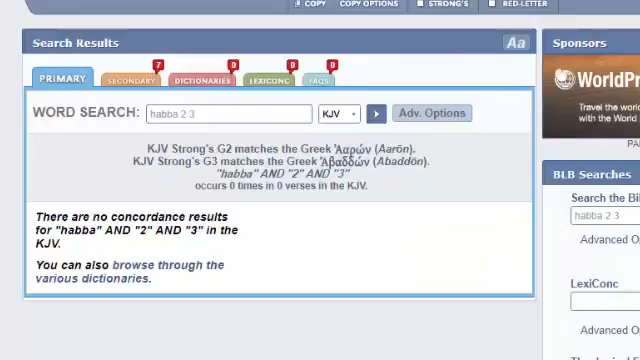 COPY COPY OPTIONS STRONG'S RED-LETTER
Search Results
Aa
Sponsors
7 0 0 0
PRIMARY SECONDARY DICTIONARIES LEXICONC FAQS
WORD SEARCH: habba 2 3 KJV Adv. Options
KJV Strong's G2 matches the Greek Ἀαρών (Aarōn).
KJV Strong's G3 matches the Greek Ἀβαδδών (Abaddōn).
"habba" AND "2" AND "3"
occurs 0 times in 0 verses in the KJV.
There are no concordance results
for "habba" AND "2" AND "3" in the
KJV.
You can also browse through the
various dictionaries.
WorldPr
Travel the wor
with the World
PA
BLB Searches
Search the Bi
habba 2 3
Advanced Op
LexiConc
Advanced Op